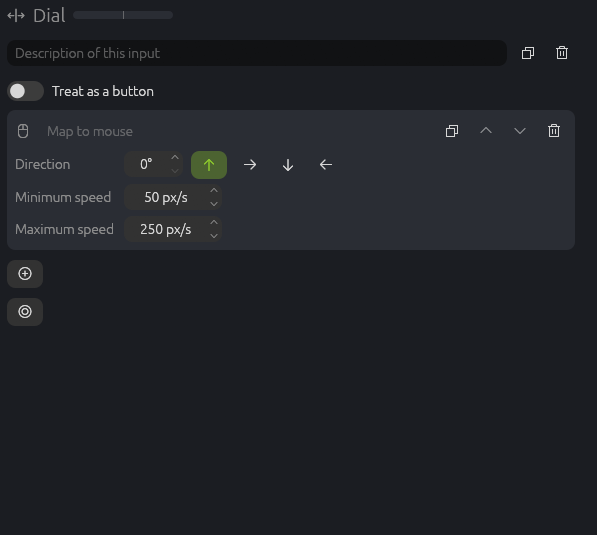 Dial
Description of this input
Treat as a button
Map to mouse
Direction 0°
Minimum speed 50 px/s
Maximum speed 250 px/s